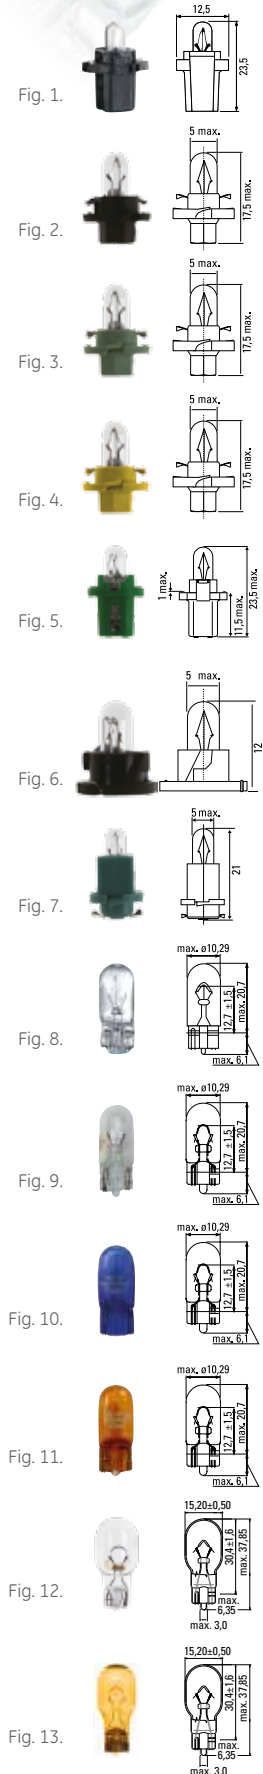 12,5
23,5
Fig. 1.
5 max.
17,5 max.
Fig. 2.
5 max.
17,5 max.
Fig. 3.
5 max.
17,5 max.
Fig. 4.
1 max.
11,5 max.
23,5 max.
Fig. 5.
5 max.
12
Fig. 6.
5 max.
21
Fig. 7.
max. ø10,29
12,7 ±1,5
max. 20,7
max. 6,1
Fig. 8.
max. ø10,29
12,7 ±1,5
max. 20,7
max. 6,1
Fig. 9.
max. ø10,29
12,7 ±1,5
max. 20,7
max. 6,1
Fig. 10.
max. ø10,29
12,7 ±1,5
max. 20,7
max. 6,1
Fig. 11.
15,20±0,50
30,4±1,6
max. 37,85
max.
6,35
max. 3,0
Fig. 12.
15,20±0,50
30,4±1,6
max. 37,85
max.
6,35
max. 3,0
Fig. 13.